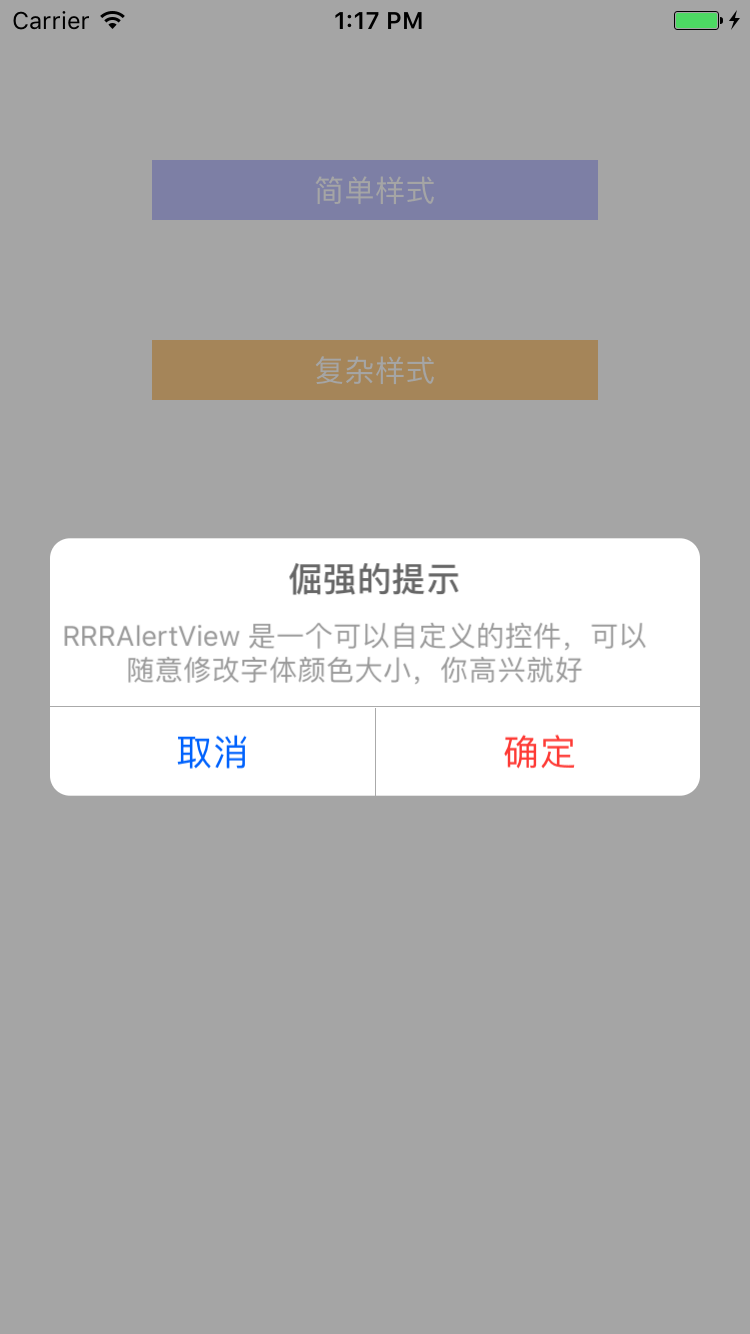 Carrier
1:17 PM
简单样式
复杂样式
倔强的提示
RRRAlertView 是一个可以自定义的控件，可以
随意修改字体颜色大小，你高兴就好
取消
确定